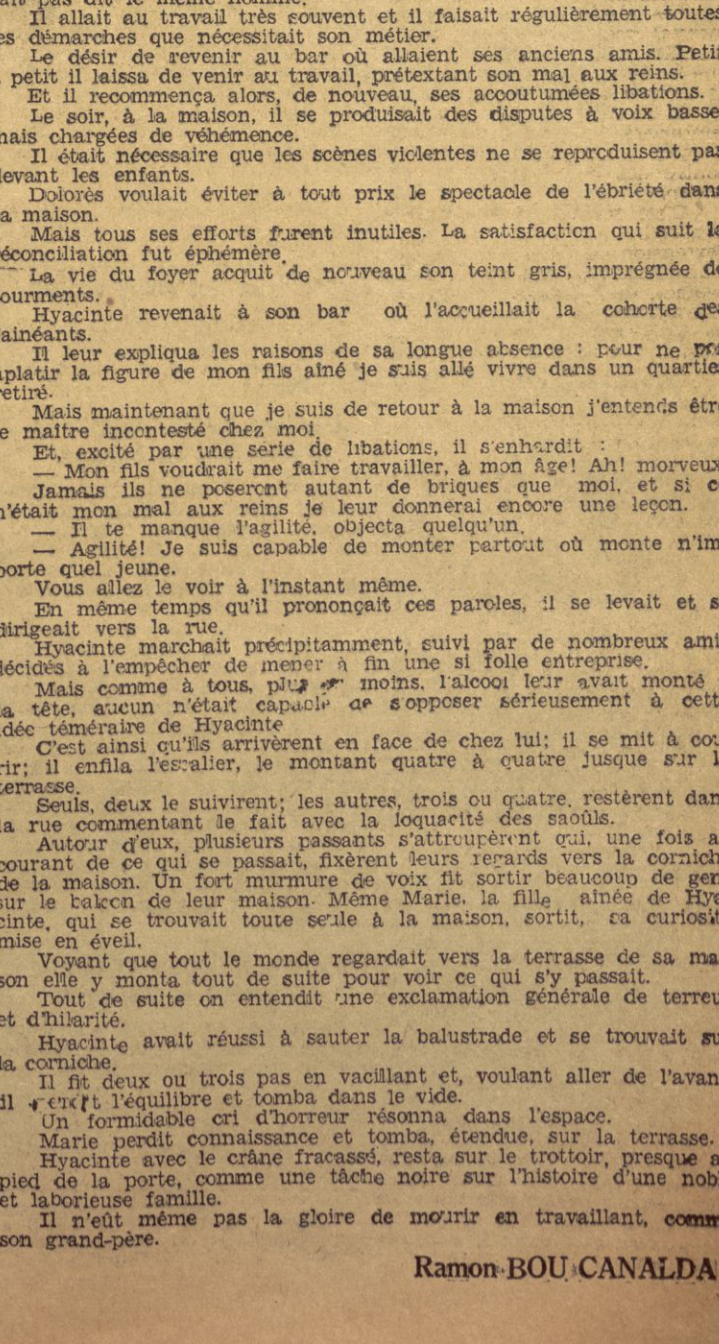 ait pas dit le même homme.
Il allait au travail très souvent et il faisait régulièrement toutes
es démarches que nécessitait son métier.
Le désir de revenir au bar où allaient ses anciens amis. Petit
petit il laissa de venir au travail, prétextant son mal aux reins.
Et il recommença alors, de nouveau, ses accoutumées libations.
Le soir, à la maison, il se produisait des disputes à voix basse
mais chargées de véhémence.
Il était nécessaire que les scènes violentes ne se reproduisent pas
devant les enfants.
Dolorès voulait éviter à tout prix le spectacle de l'ébriété dans
la maison.
Mais tous ses efforts furent inutiles. La satisfaction qui suit la
réconciliation fut éphémère.
La vie du foyer acquit de nouveau son teint gris, imprégnée de
ourments.
Hyacinte revenait à son bar où l'accueillait la cohorte des
ainéants.
Il leur expliqua les raisons de sa longue absence : pour ne pas
aplatir la figure de mon fils aîné je suis allé vivre dans un quartier
retiré.
Mais maintenant que je suis de retour à la maison j'entends être
e maître incontesté chez moi.
Et, excité par une série de libations, il s'enhardit :
— Mon fils voudrait me faire travailler, à mon âge! Ah! morveux
Jamais ils ne poseront autant de briques que moi, et si ce
n'était mon mal aux reins je leur donnerai encore une leçon.
— Il te manque l'agilité, objecta quelqu'un.
— Agilité! Je suis capable de monter partout où monte n'im
porte quel jeune.
Vous allez le voir à l'instant même.
En même temps qu'il prononçait ces paroles, il se levait et s
dirigeait vers la rue.
Hyacinte marchait précipitamment, suivi par de nombreux ami
décidés à l'empêcher de mener à fin une si folle entreprise.
Mais comme à tous, plus or moins, l'alcool leur avait monté
la tête, aucun n'était capable de s'opposer sérieusement à cett
idée téméraire de Hyacinte
C'est ainsi qu'ils arrivèrent en face de chez lui; il se mit à cou
rir; il enfila l'escalier, le montant quatre à quatre jusque sur l
terrasse.
Seuls, deux le suivirent; les autres, trois ou quatre, restèrent dan
la rue commentant le fait avec la loquacité des saoûls.
Autour d'eux, plusieurs passants s'attroupèrent qui, une fois a
courant de ce qui se passait, fixèrent leurs regards vers la cornich
de la maison. Un fort murmure de voix fit sortir beaucoup de gen
sur le balcon de leur maison. Même Marie, la fille aînée de Hya
cinte, qui se trouvait toute seule à la maison, sortit, sa curiosit
mise en éveil.
Voyant que tout le monde regardait vers la terrasse de sa mai
son elle y monta tout de suite pour voir ce qui s'y passait.
Tout de suite on entendit une exclamation générale de terreu
et d'hilarité.
Hyacinte avait réussi à sauter la balustrade et se trouvait su
la corniche.
Il fit deux ou trois pas en vacillant et, voulant aller de l'avan
il perdit l'équilibre et tomba dans le vide.
Un formidable cri d'horreur résonna dans l'espace.
Marie perdit connaissance et tomba, étendue, sur la terrasse.
Hyacinte avec le crâne fracassé, resta sur le trottoir, presque a
pied de la porte, comme une tâche noire sur l'histoire d'une nobl
et laborieuse famille.
Il n'eût même pas la gloire de mourir en travaillant, comm
son grand-père.
Ramon BOU CANALDA